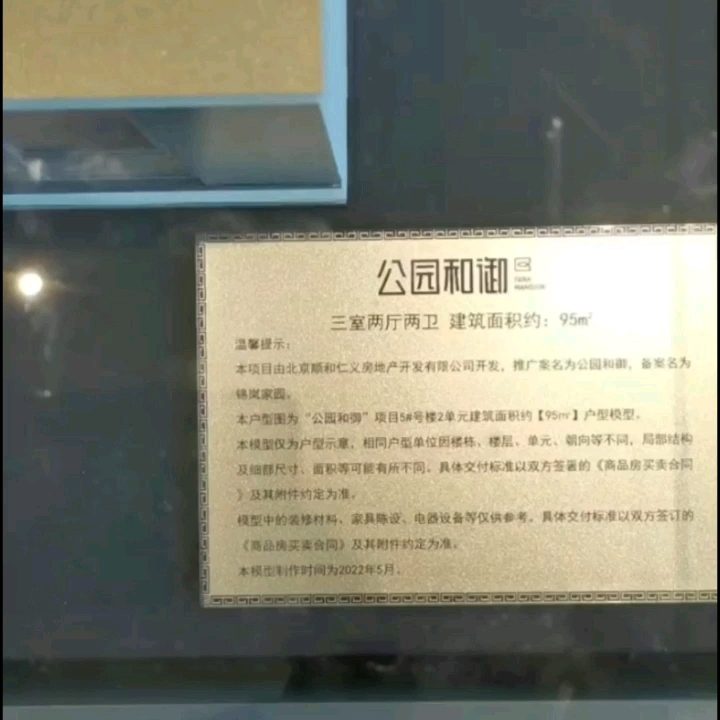 公园和御
三室两厅两卫 建筑面积约：95㎡
温馨提示：
本项目由北京顺和仁义房地产开发有限公司开发，推广案名为公园和御，备案名为
锦岚家园。
本户型图为“公园和御”项目5#号楼2单元建筑面积约【95㎡】户型模型。
本模型仅为户型示意，相同户型单位因楼栋、楼层、单元、朝向等不同，局部结构
及细部尺寸、面积等可能有所不同。具体交付标准以双方签署的《商品房买卖合同
》及其附件约定为准。
模型中的装修材料、家具陈设、电器设备等仅供参考，具体交付标准以双方签订的
《商品房买卖合同》及其附件约定为准。
本模型制作时间为2022年5月。